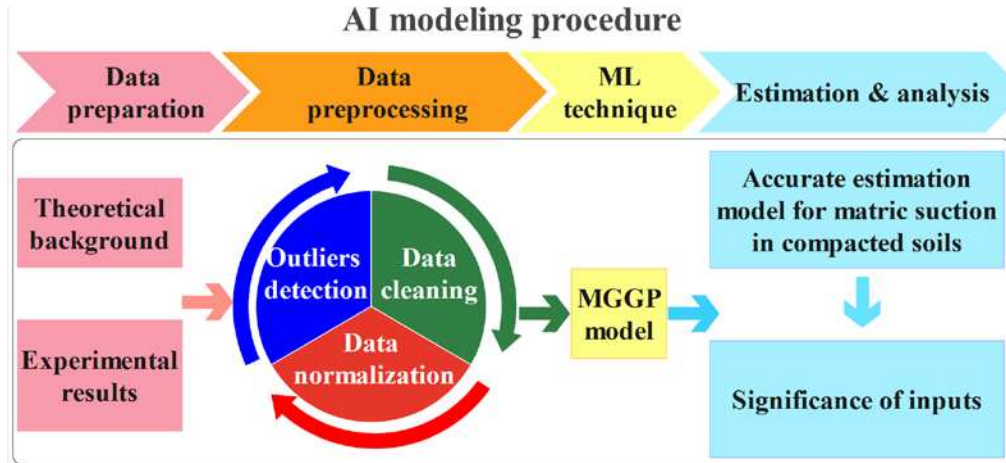 AI modeling procedure
Data
preparation
Data
preprocessing
ML
technique
Estimation & analysis
Theoretical
background
Experimental
results
Outliers
detection
Data
cleaning
Data
normalization
MGGP
model
Accurate estimation
model for matric suction
in compacted soils
Significance of inputs